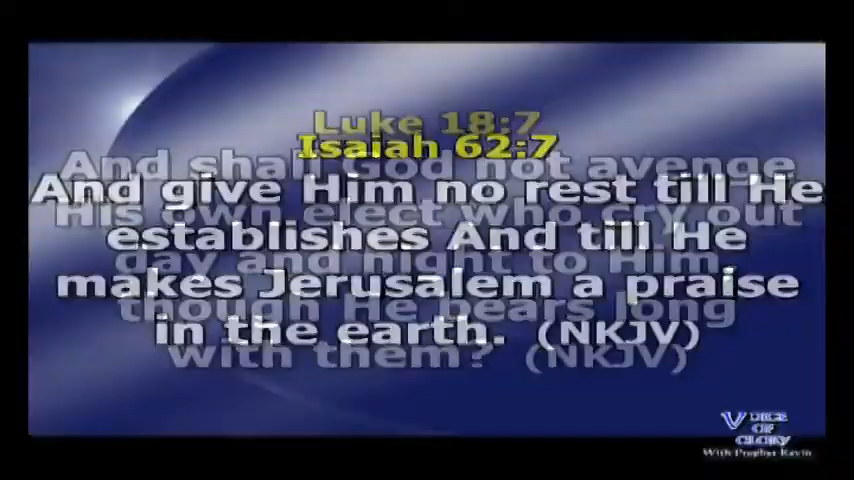 Luke 18:7
Isaiah 62:7
And shall God not avenge
And give Him no rest till He
His own elect who cry out
establishes And till He
day and night to Him
makes Jerusalem a praise
though He bears long
in the earth. (NKJV)
with them? (NKJV)
VOICE
OF
GLORY
With Prophet Kevin